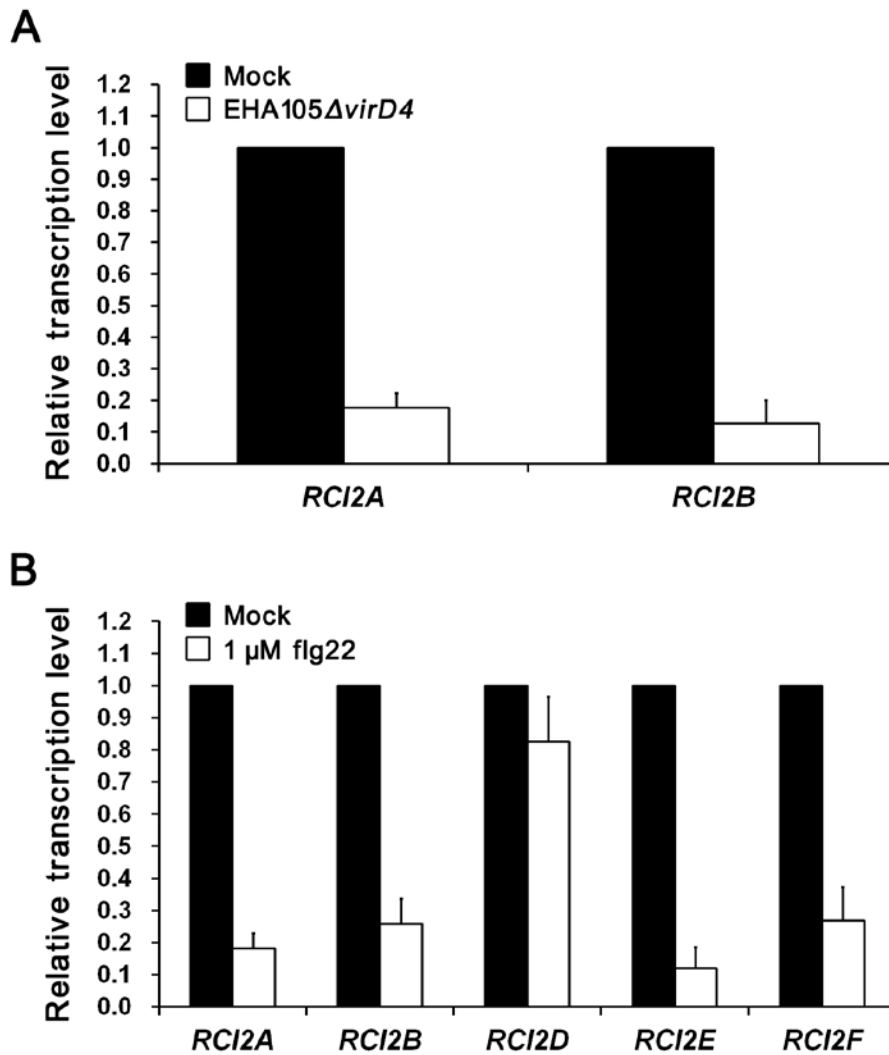 A
Relative transcription level
1.2
1.1
1.0
0.9
0.8
0.7
0.6
0.5
0.4
0.3
0.2
0.1
0.0
Mock
EHA105ΔvirD4
RCI2A RCI2B
B
Relative transcription level
1.2
1.1
1.0
0.9
0.8
0.7
0.6
0.5
0.4
0.3
0.2
0.1
0.0
Mock
1 µM flg22
RCI2A RCI2B RCI2D RCI2E RCI2F